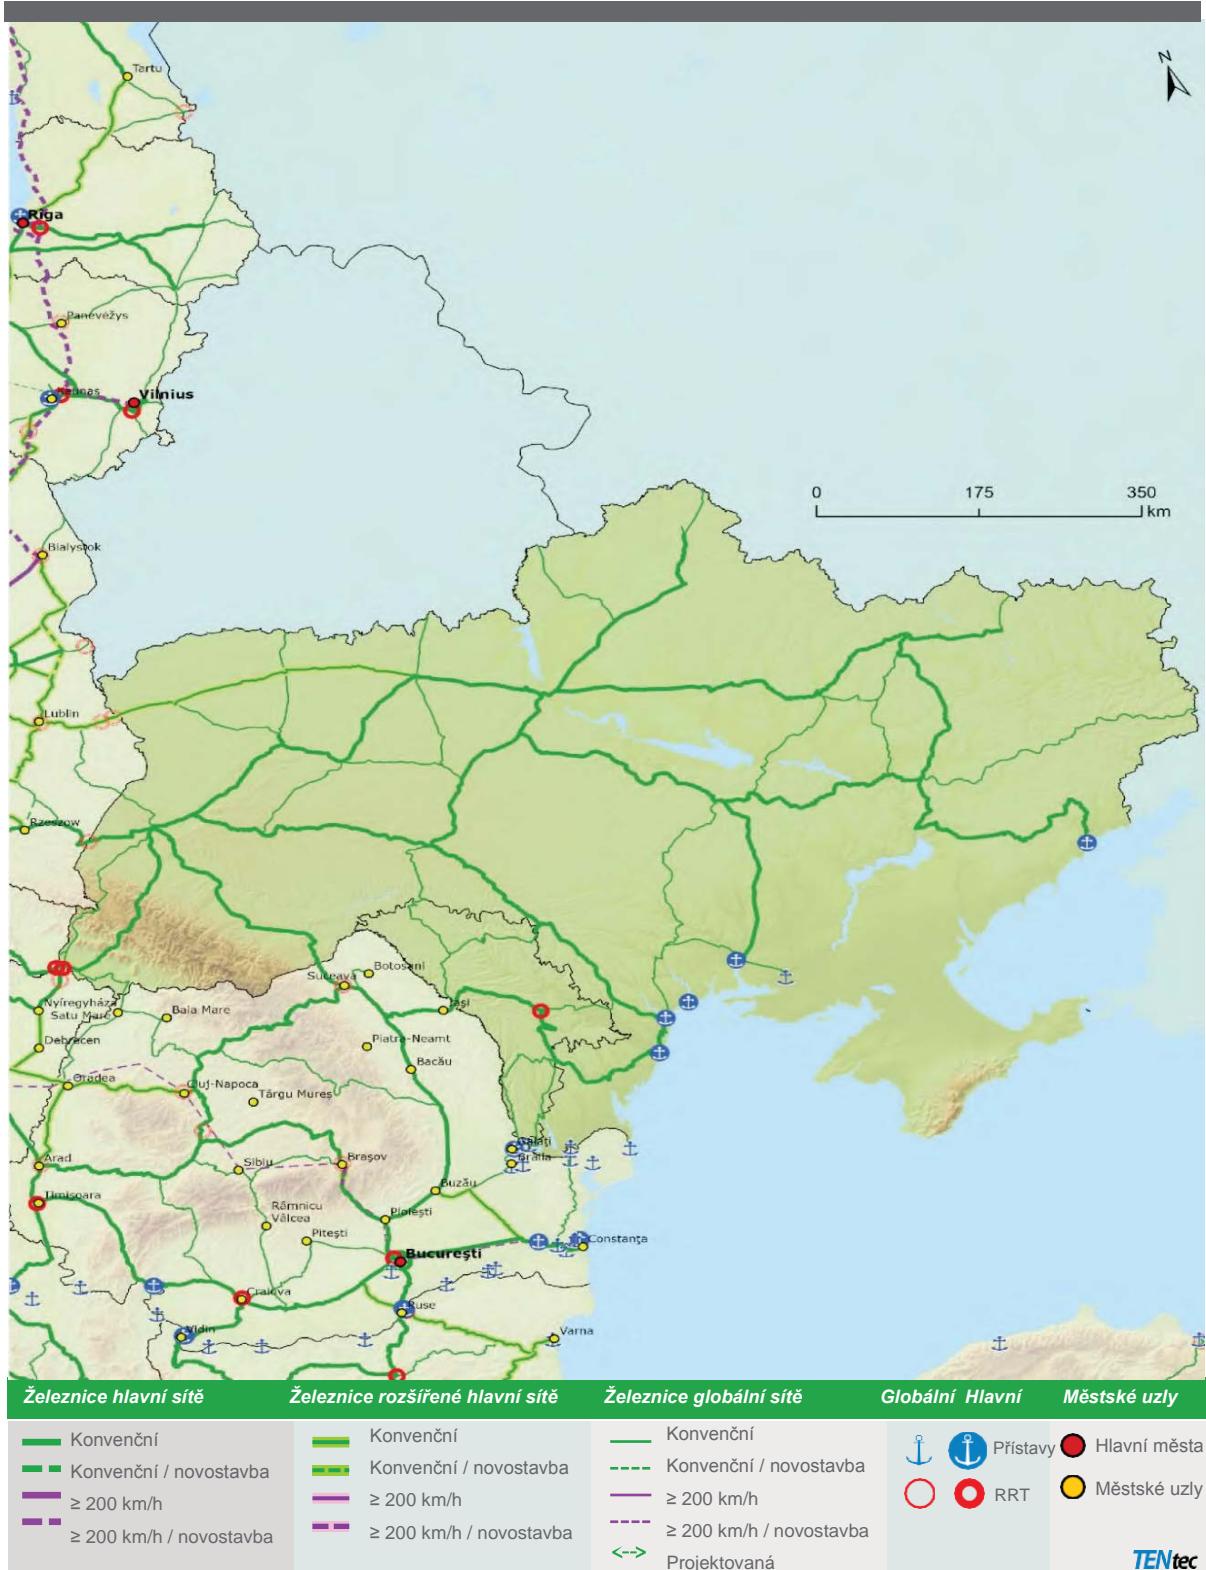 N
Tartu
Rīga
Panevėžys
Kaunas
Vilnius
0 175 350
km
Bialystok
Lublin
Rzeszow
Botoșani
Suceava
Nyíregyháza
Satu Mare
Baia Mare
Iași
Debrecen
Piatra-Neamt
Bacău
Oradea
Cluj-Napoca
Târgu Mureș
Galați
Brăila
Arad
Sibiu
Brașov
Buzău
Timișoara
Râmnicu
Vâlcea
Ploiești
Pitești
București
Constanța
Craiova
Ruse
Vidin
Varna
Železnice hlavní sítě Železnice rozšířené hlavní sítě Železnice globální sítě Globální Hlavní Městské uzly
Konvenční
Konvenční / novostavba
≥ 200 km/h
≥ 200 km/h / novostavba
Konvenční
Konvenční / novostavba
≥ 200 km/h
≥ 200 km/h / novostavba
Konvenční
Konvenční / novostavba
≥ 200 km/h
≥ 200 km/h / novostavba
Projektovaná
Přístavy
RRT
Hlavní města
Městské uzly
TENtec